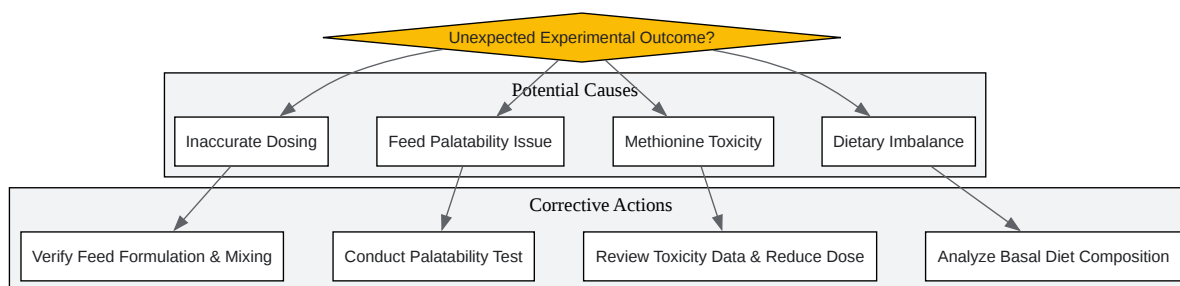 Unexpected Experimental Outcome?
Potential Causes
Inaccurate Dosing
Feed Palatability Issue
Methionine Toxicity
Dietary Imbalance
Corrective Actions
Verify Feed Formulation & Mixing
Conduct Palatability Test
Review Toxicity Data & Reduce Dose
Analyze Basal Diet Composition